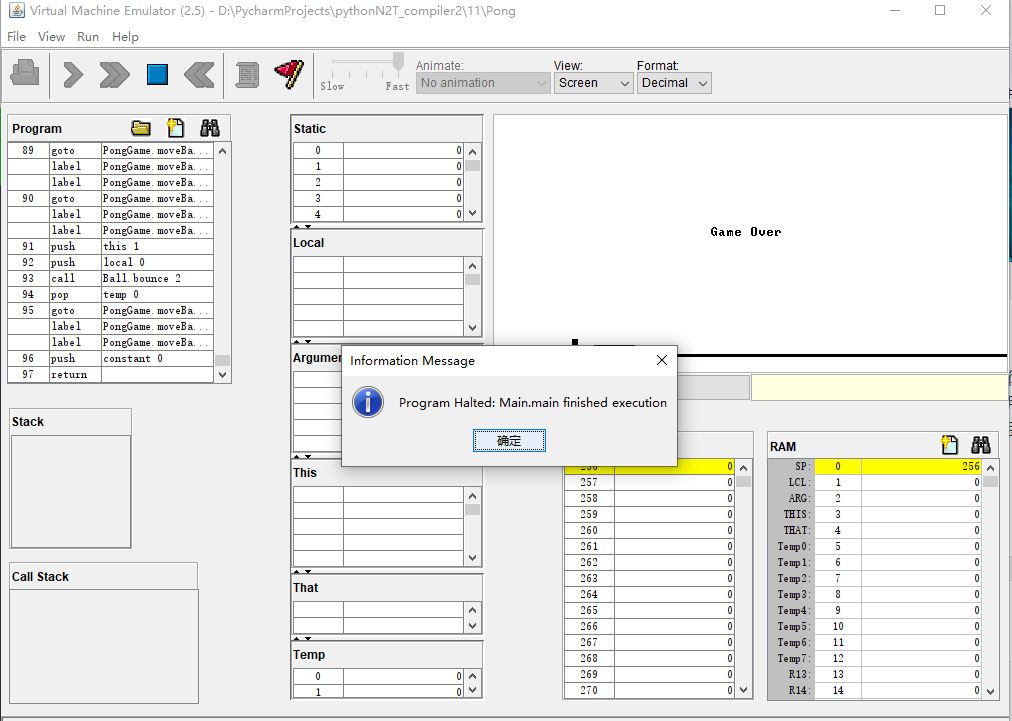 Virtual Machine Emulator (2.5) - D:\PycharmProjects\pythonN2T_compiler2\11\Pong
File View Run Help
Slow Fast
Animate:
No animation
View:
Screen
Format:
Decimal
Program
89 goto PongGame.moveBa...
label PongGame.moveBa...
label PongGame.moveBa...
90 goto PongGame.moveBa...
label PongGame.moveBa...
label PongGame.moveBa...
91 push this 1
92 push local 0
93 call Ball.bounce 2
94 pop temp 0
95 goto PongGame.moveBa...
label PongGame.moveBa...
label PongGame.moveBa...
96 push constant 0
97 return
Stack
Call Stack
Static
0 0
1 0
2 0
3 0
4 0
Local
Argumen
This
That
Temp
0 0
1 0
Game Over
Information Message
Program Halted: Main.main finished execution
确定
256 0
257 0
258 0
259 0
260 0
261 0
262 0
263 0
264 0
265 0
266 0
267 0
268 0
269 0
270 0
RAM
SP: 0 256
LCL: 1 0
ARG: 2 0
THIS: 3 0
THAT: 4 0
Temp0: 5 0
Temp1: 6 0
Temp2: 7 0
Temp3: 8 0
Temp4: 9 0
Temp5: 10 0
Temp6: 11 0
Temp7: 12 0
R13: 13 0
R14: 14 0